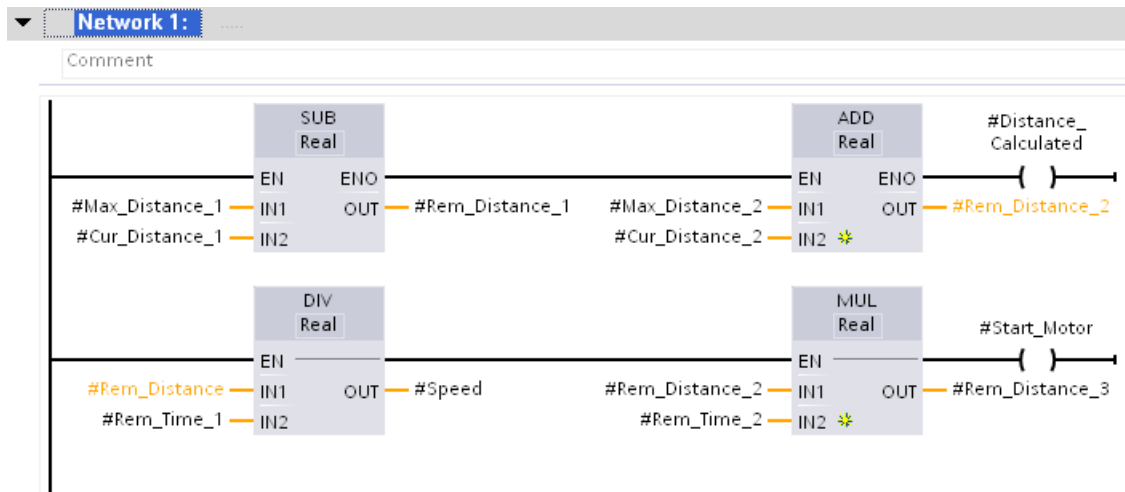 Network 1: .....
Comment
SUB ADD #Distance_
Real Real Calculated
EN ENO EN ENO
#Max_Distance_1 IN1 OUT #Rem_Distance_1 #Max_Distance_2 IN1 OUT #Rem_Distance_2
#Cur_Distance_1 IN2 #Cur_Distance_2 IN2
DIV MUL
Real Real #Start_Motor
EN EN
#Rem_Distance IN1 OUT #Speed #Rem_Distance_2 IN1 OUT #Rem_Distance_3
#Rem_Time_1 IN2 #Rem_Time_2 IN2